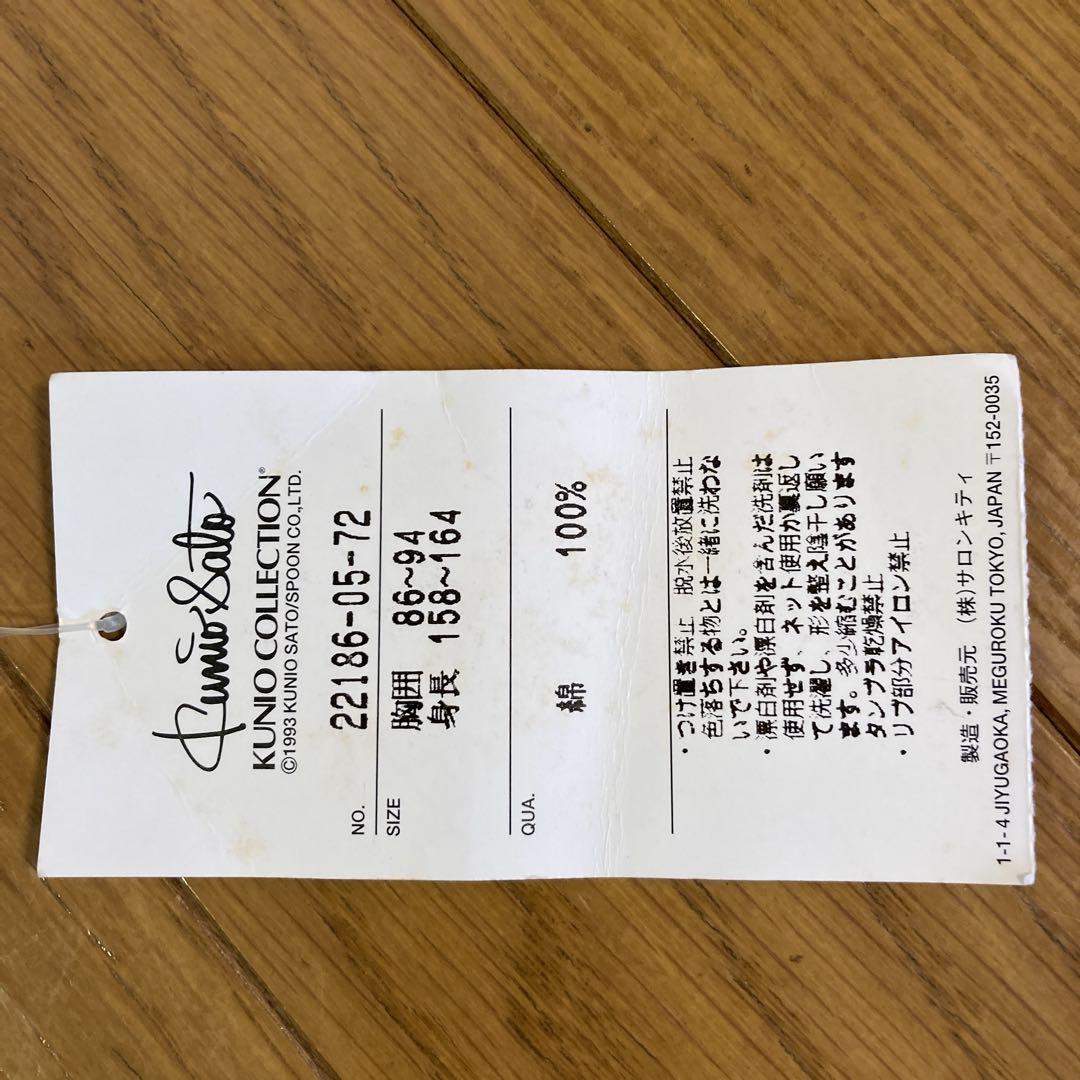 Kunio Sato
KUNIO COLLECTION®
©1993 KUNIO SATO/SPOON CO.,LTD.
NO. 22186-05-72
SIZE 胸囲 86~94
身長 158~164
QUA.
綿 100%
・つけ置き禁止 脱水後放置禁止
色落ちする物とは一緒に洗わな
いで下さい。
・漂白剤や漂白剤を含んだ洗剤は
使用せず、ネット使用か裏返し
て洗濯し、形を整え陰干し願い
ます。多少縮むことがあります
タンブラ乾燥禁止
・リブ部分アイロン禁止
製造・販売元 (株)サロンキティ
1-1-4 JIYUGAOKA, MEGUROKU TOKYO, JAPAN 〒152-0035